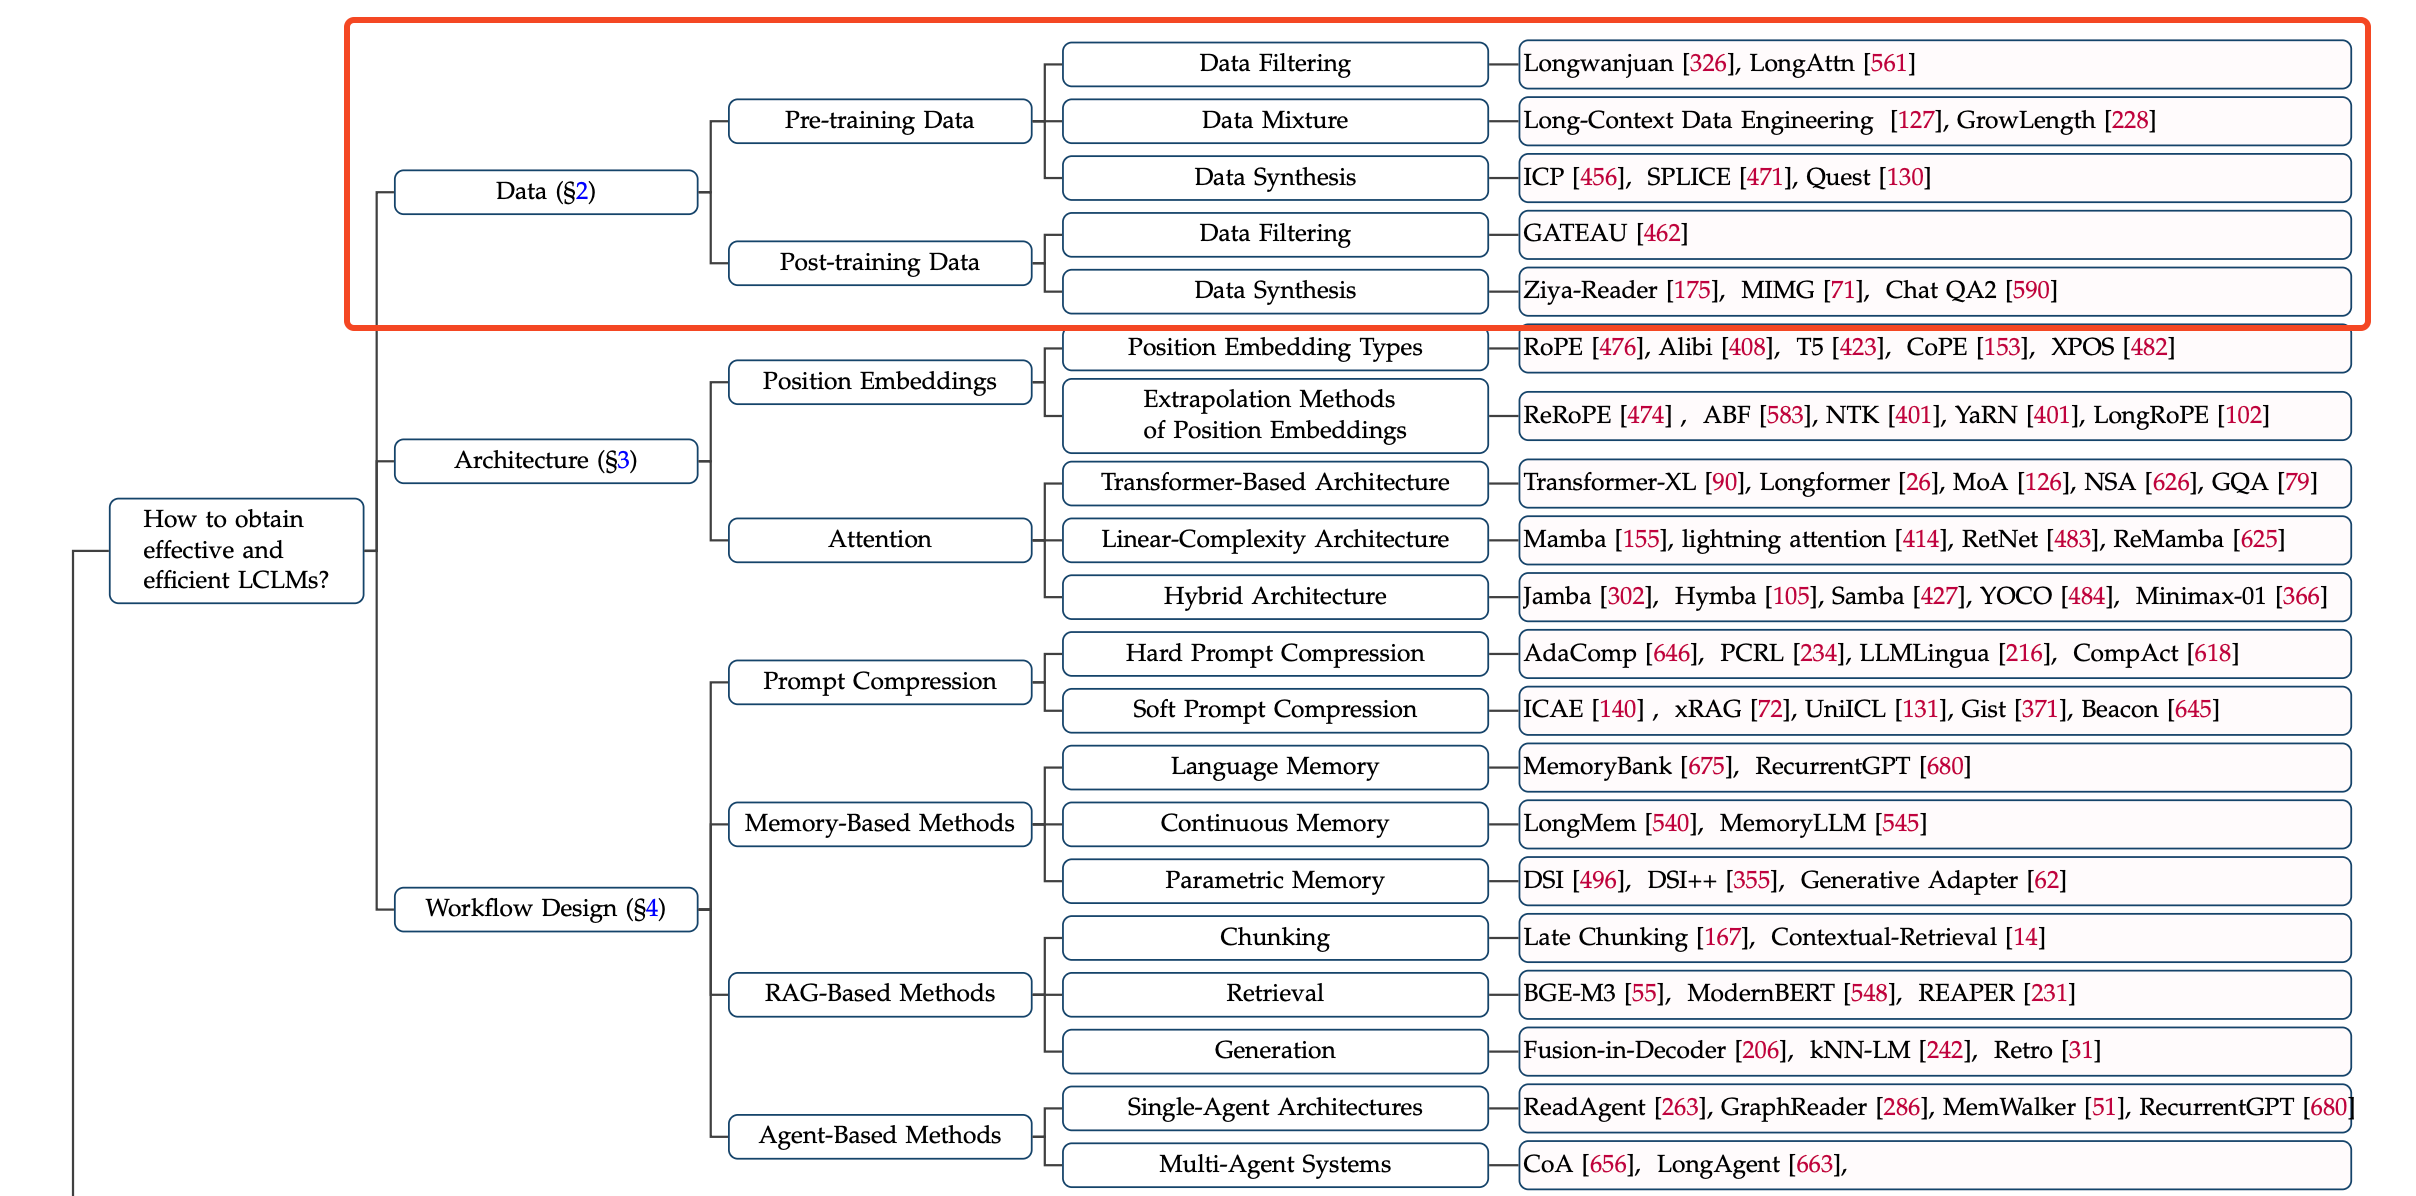 Data Filtering
Longwanjuan [326], LongAttn [561]
Pre-training Data
Data Mixture
Long-Context Data Engineering [127], GrowLength [228]
Data Synthesis
ICP [456], SPLICE [471], Quest [130]
Data (§2)
Data Filtering
GATEAU [462]
Post-training Data
Data Synthesis
Ziya-Reader [175], MIMG [71], Chat QA2 [590]
Position Embedding Types
RoPE [476], Alibi [408], T5 [423], CoPE [153], XPOS [482]
Position Embeddings
Extrapolation Methods
of Position Embeddings
ReRoPE [474] , ABF [583], NTK [401], YaRN [401], LongRoPE [102]
Architecture (§3)
Transformer-Based Architecture
Transformer-XL [90], Longformer [26], MoA [126], NSA [626], GQA [79]
How to obtain
effective and
efficient LCLMs?
Attention
Linear-Complexity Architecture
Mamba [155], lightning attention [414], RetNet [483], ReMamba [625]
Hybrid Architecture
Jamba [302], Hymba [105], Samba [427], YOCO [484], Minimax-01 [366]
Hard Prompt Compression
AdaComp [646], PCRL [234], LLMLingua [216], CompAct [618]
Prompt Compression
Soft Prompt Compression
ICAE [140] , xRAG [72], UniICL [131], Gist [371], Beacon [645]
Language Memory
MemoryBank [675], RecurrentGPT [680]
Memory-Based Methods
Continuous Memory
LongMem [540], MemoryLLM [545]
Parametric Memory
DSI [496], DSI++ [355], Generative Adapter [62]
Workflow Design (§4)
Chunking
Late Chunking [167], Contextual-Retrieval [14]
RAG-Based Methods
Retrieval
BGE-M3 [55], ModernBERT [548], REAPER [231]
Generation
Fusion-in-Decoder [206], kNN-LM [242], Retro [31]
Single-Agent Architectures
ReadAgent [263], GraphReader [286], MemWalker [51], RecurrentGPT [680]
Agent-Based Methods
Multi-Agent Systems
CoA [656], LongAgent [663],